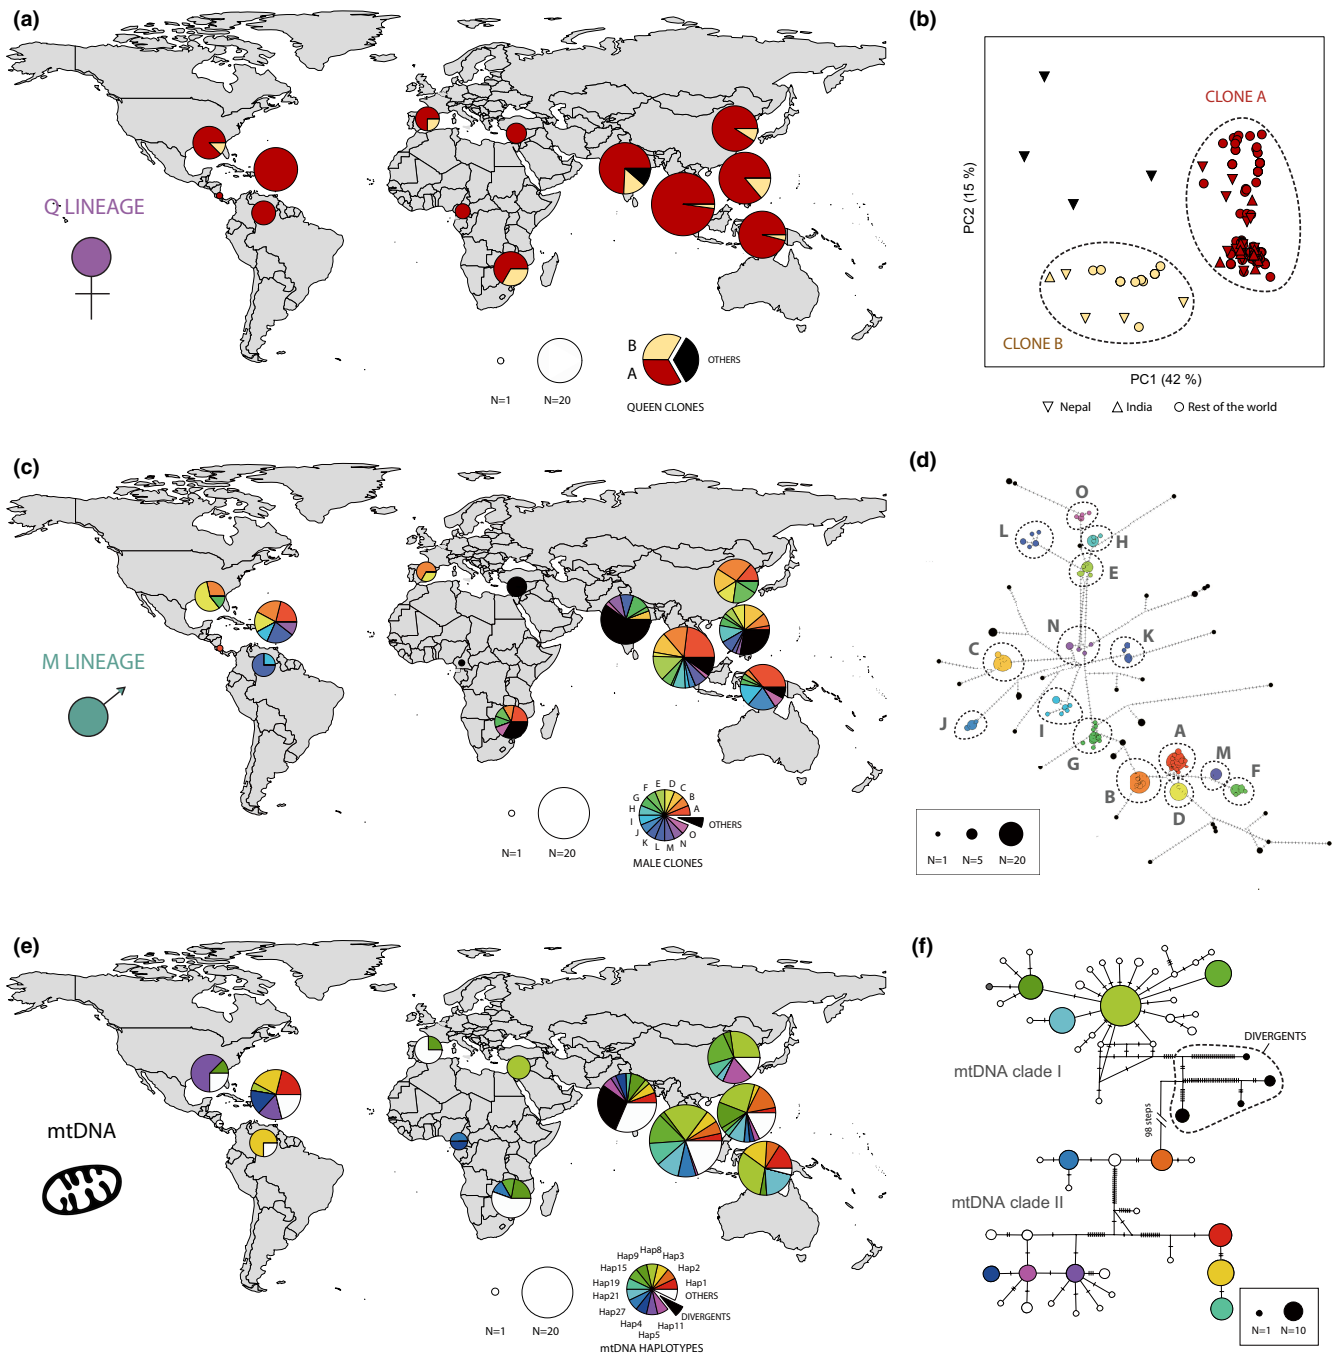 (a)
Q LINEAGE
N=1
N=20
B
A
OTHERS
QUEEN CLONES
(b)
PC2 (15 %)
CLONE A
CLONE B
PC1 (42 %)
Nepal
India
Rest of the world
(c)
M LINEAGE
N=1
N=20
A
B
C
D
E
F
G
H
I
J
K
L
M
N
O
OTHERS
MALE CLONES
(d)
O
L
H
E
N
K
C
J
I
G
A
M
F
B
D
N=1
N=5
N=20
(e)
mtDNA
N=1
N=20
Hap8
Hap9
Hap3
Hap15
Hap2
Hap19
Hap1
OTHERS
Hap21
DIVERGENTS
Hap27
Hap11
Hap4
Hap5
mtDNA HAPLOTYPES
(f)
DIVERGENTS
mtDNA clade I
98 steps
mtDNA clade II
N=1
N=10